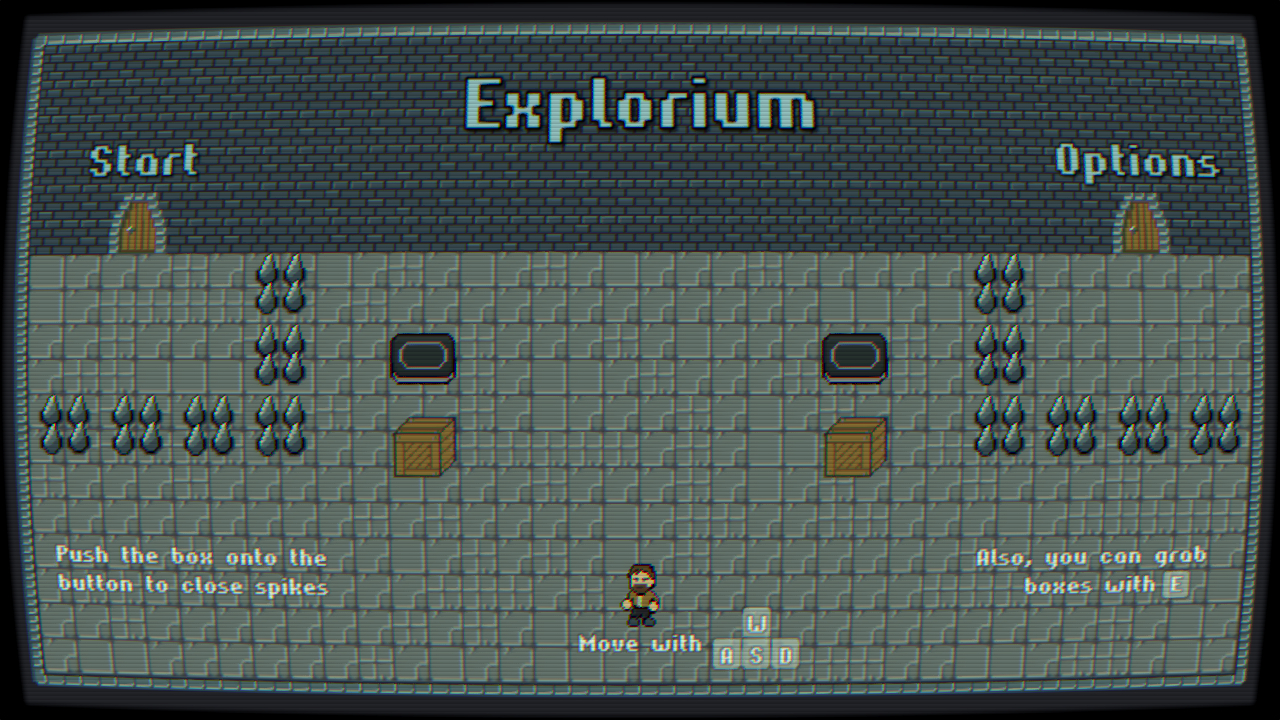 Explorium
Start
Options
Push the box onto the
button to close spikes
Also, you can grab
boxes with E
Move with
W
A S D